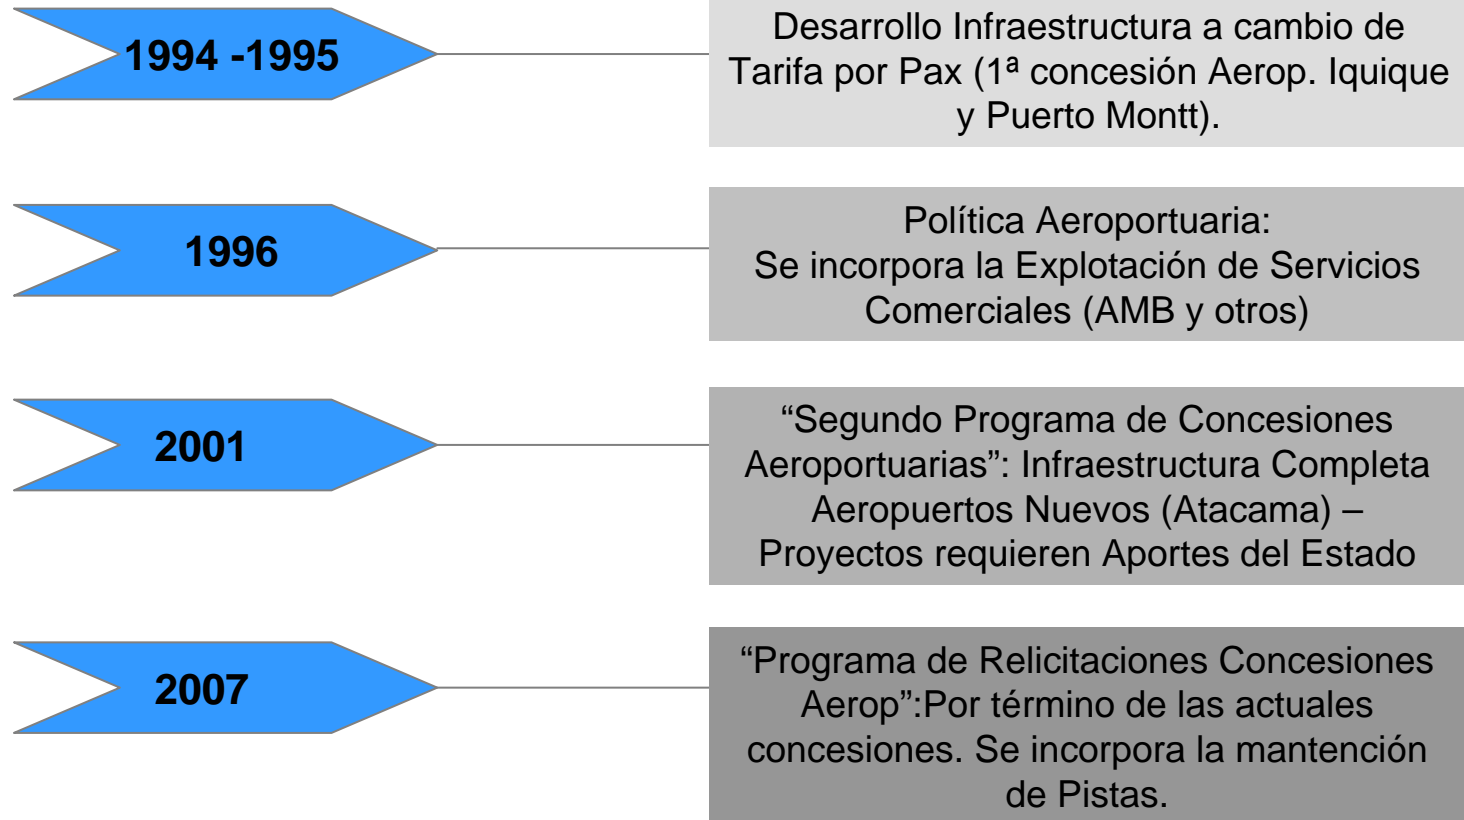 1994 -1995
Desarrollo Infraestructura a cambio de
Tarifa por Pax (1ª concesión Aerop. Iquique
y Puerto Montt).
1996
Política Aeroportuaria:
Se incorpora la Explotación de Servicios
Comerciales (AMB y otros)
2001
“Segundo Programa de Concesiones
Aeroportuarias”: Infraestructura Completa
Aeropuertos Nuevos (Atacama) –
Proyectos requieren Aportes del Estado
2007
“Programa de Relicitaciones Concesiones
Aerop”:Por término de las actuales
concesiones. Se incorpora la mantención
de Pistas.